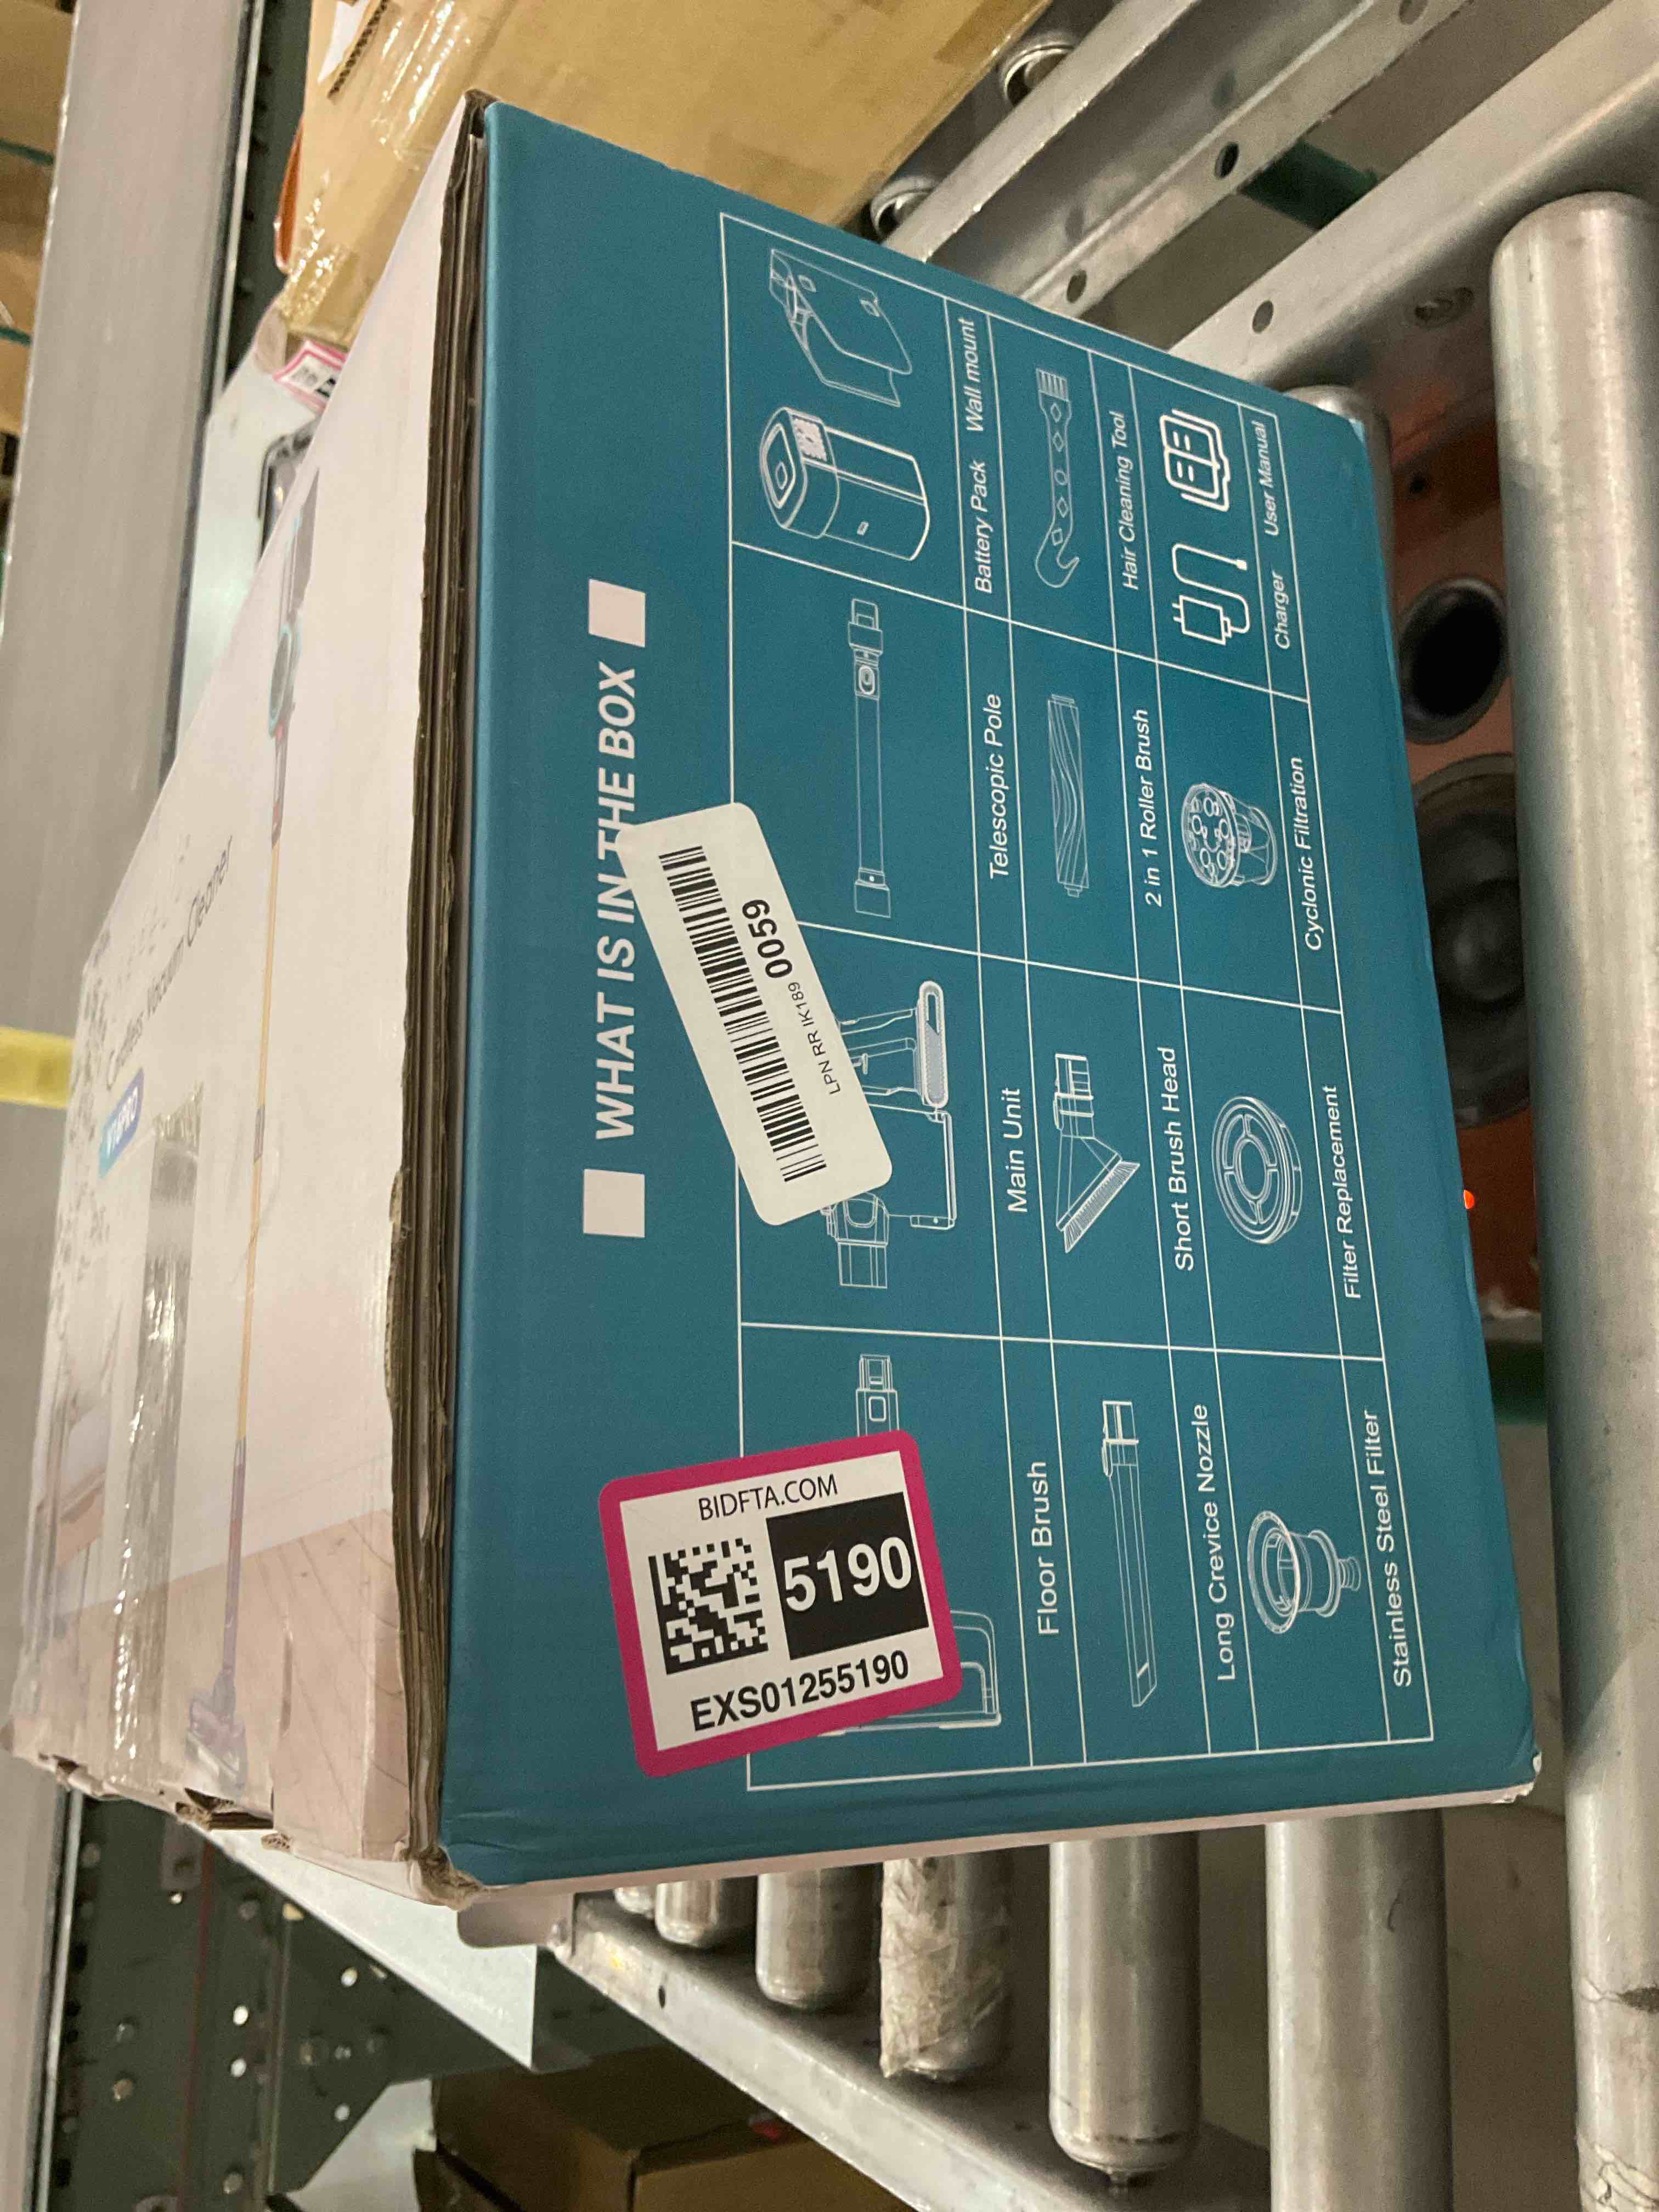 Cordless Vacuum Cleaner
WHAT IS IN THE BOX
LPN RR IK189 0059
BIDFTA.COM
5190
EXS01255190
Floor Brush
Main Unit
Telescopic Pole
Battery Pack
Wall mount
Long Crevice Nozzle
Short Brush Head
2 in 1 Roller Brush
Hair Cleaning Tool
Stainless Steel Filter
Filter Replacement
Cyclonic Filtration
Charger
User Manual